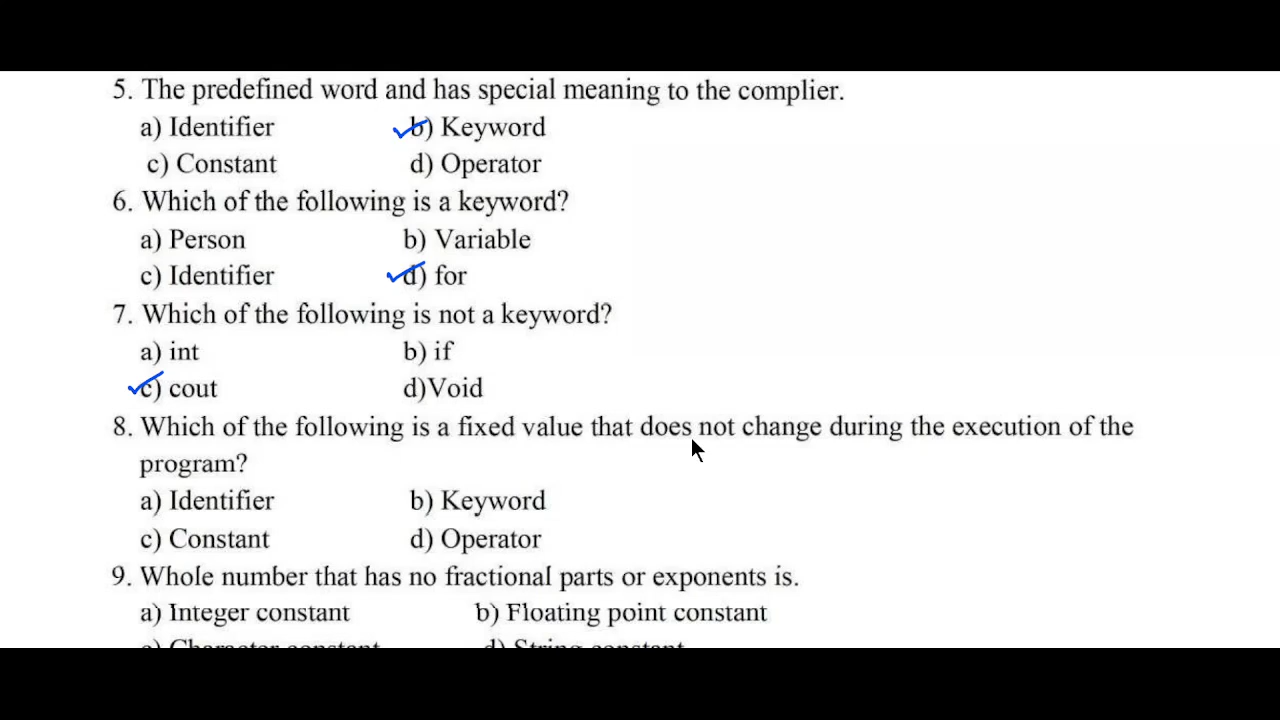 5. The predefined word and has special meaning to the complier.
a) Identifier b) Keyword
c) Constant d) Operator
6. Which of the following is a keyword?
a) Person b) Variable
c) Identifier d) for
7. Which of the following is not a keyword?
a) int b) if
c) cout d)Void
8. Which of the following is a fixed value that does not change during the execution of the
program?
a) Identifier b) Keyword
c) Constant d) Operator
9. Whole number that has no fractional parts or exponents is.
a) Integer constant b) Floating point constant
c) Character constant d) String constant